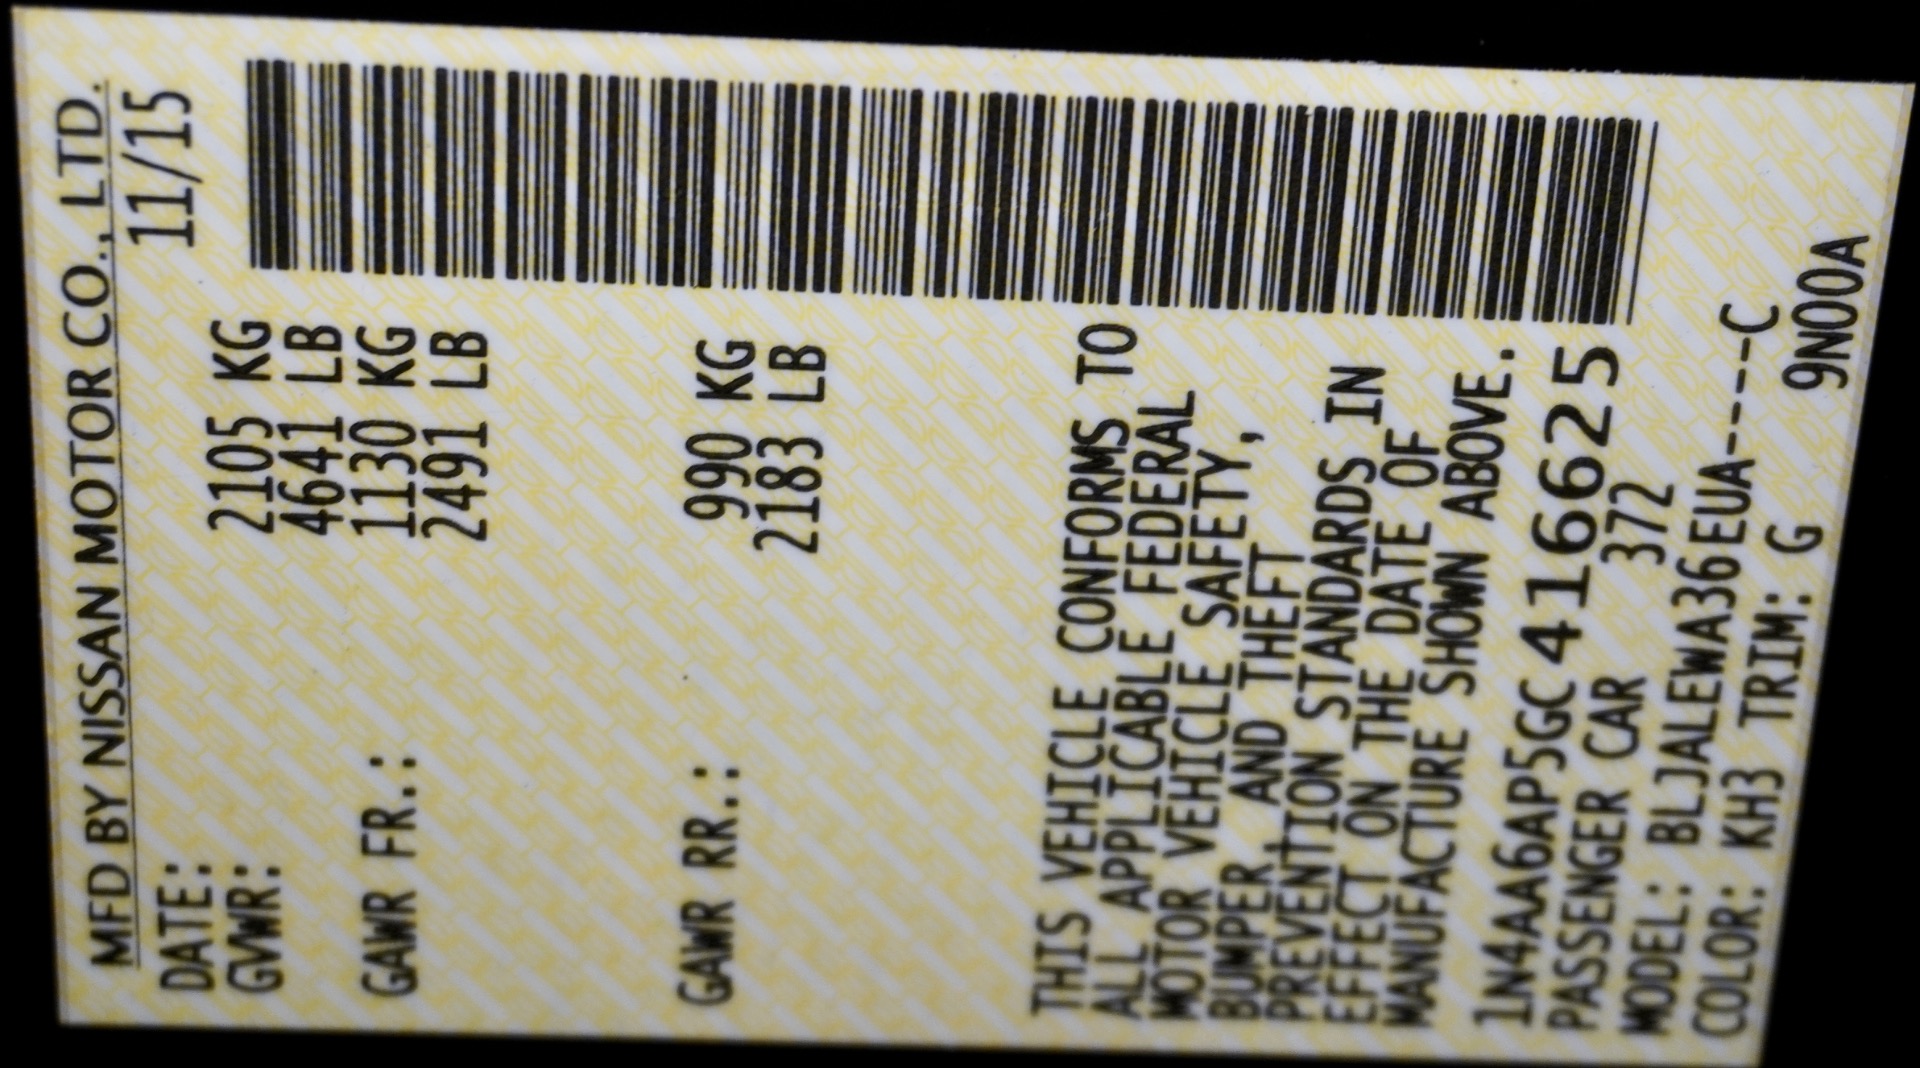 MFD BY NISSAN MOTOR CO., LTD.
DATE: 11/15
GVWR: 2105 KG
4641 LB
GAWR FR.: 1130 KG
2491 LB
GAWR RR.: 990 KG
2183 LB
THIS VEHICLE CONFORMS TO
ALL APPLICABLE FEDERAL
MOTOR VEHICLE SAFETY,
BUMPER, AND THEFT
PREVENTION STANDARDS IN
EFFECT ON THE DATE OF
MANUFACTURE SHOWN ABOVE.
1N4AA6AP5GC416625
PASSENGER CAR 372
MODEL: BLJALEWA36EUA----C
COLOR: KH3 TRIM: G 9N00A